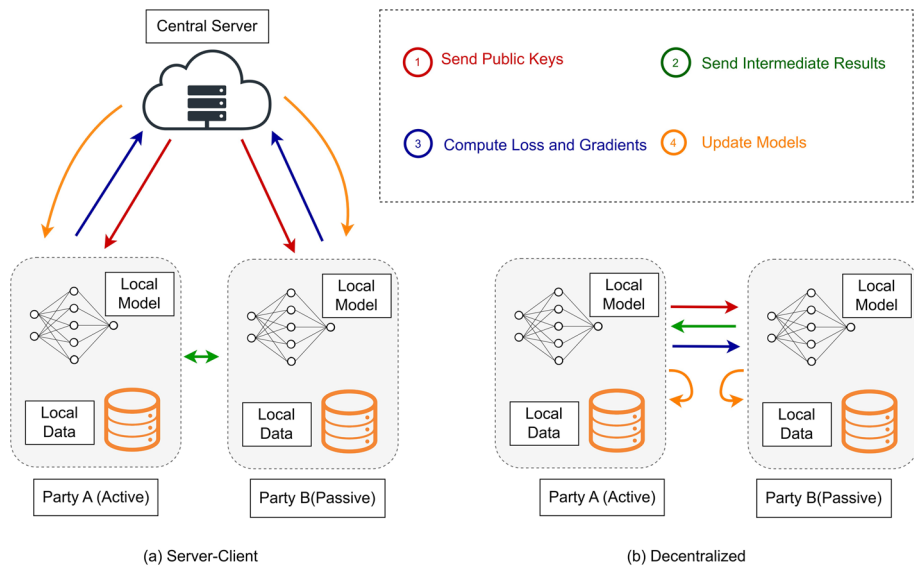 Central Server
1 Send Public Keys
2 Send Intermediate Results
3 Compute Loss and Gradients
4 Update Models
Local
Model
Local
Data
Party A (Active)
Local
Model
Local
Data
Party B(Passive)
(a) Server-Client
Local
Model
Local
Data
Party A (Active)
Local
Model
Local
Data
Party B(Passive)
(b) Decentralized